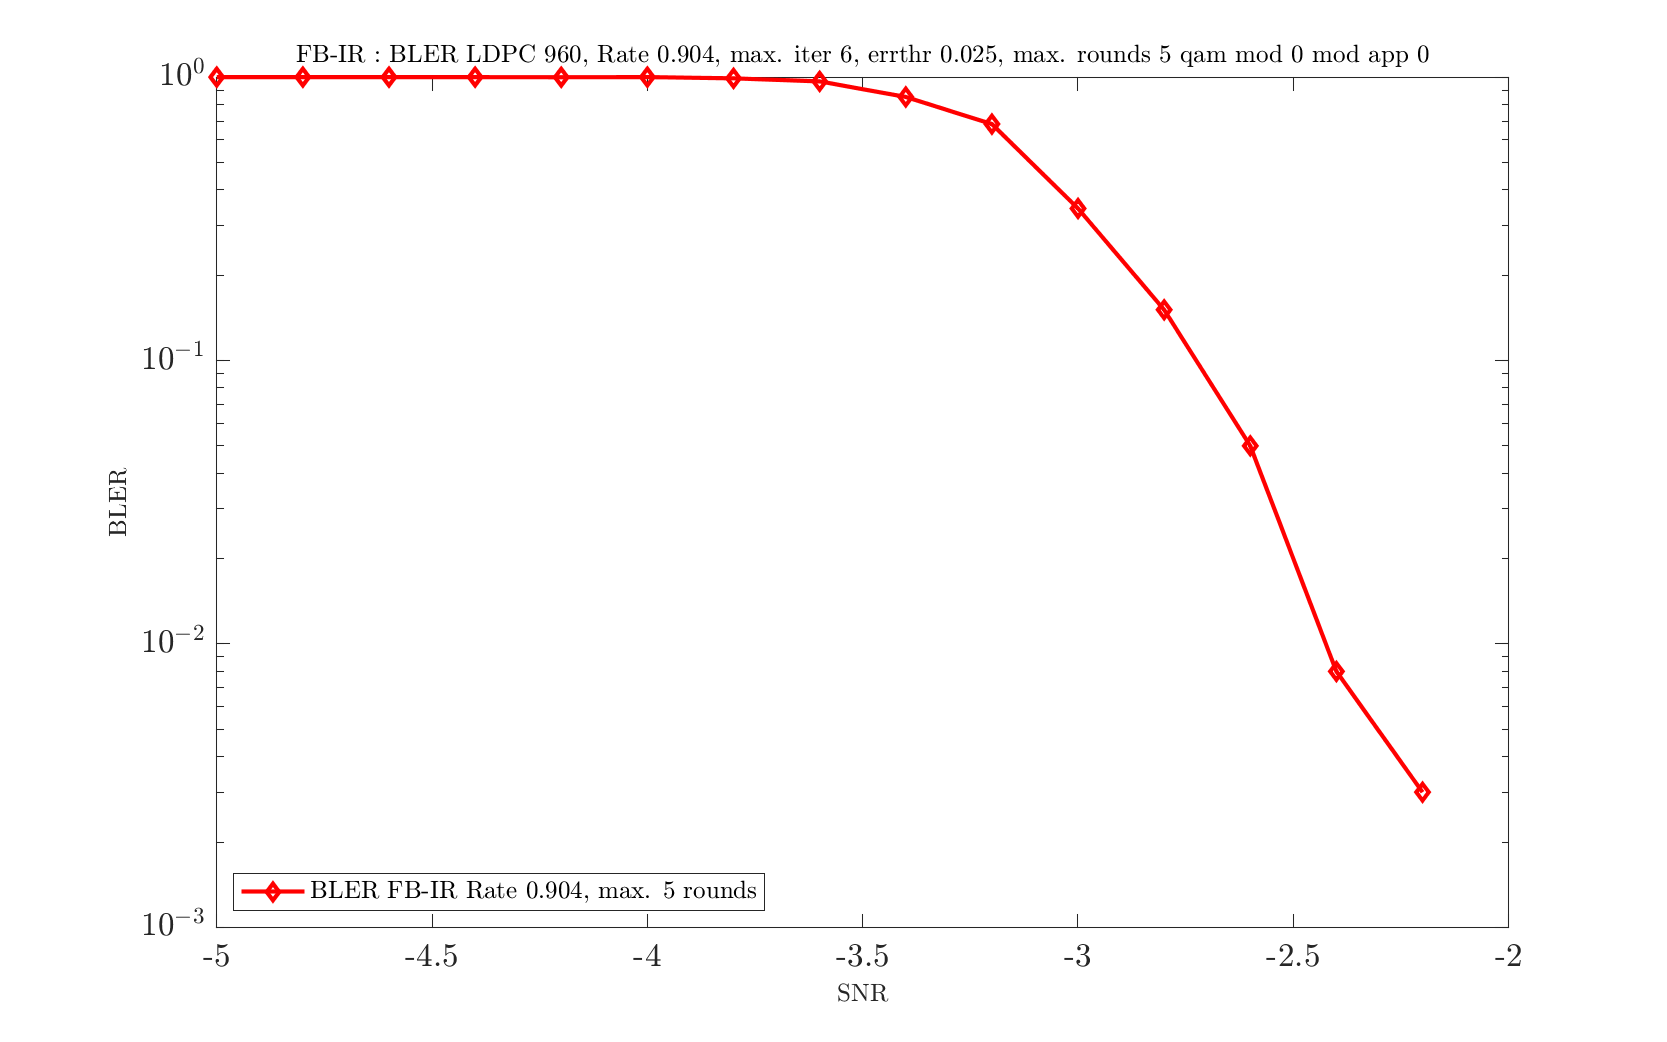 FB-IR : BLER LDPC 960, Rate 0.904, max. iter 6, errthr 0.025, max. rounds 5 qam mod 0 mod app 0
10^0
10^-1
10^-2
10^-3
BLER
BLER FB-IR Rate 0.904, max. 5 rounds
-5 -4.5 -4 -3.5 -3 -2.5 -2
SNR